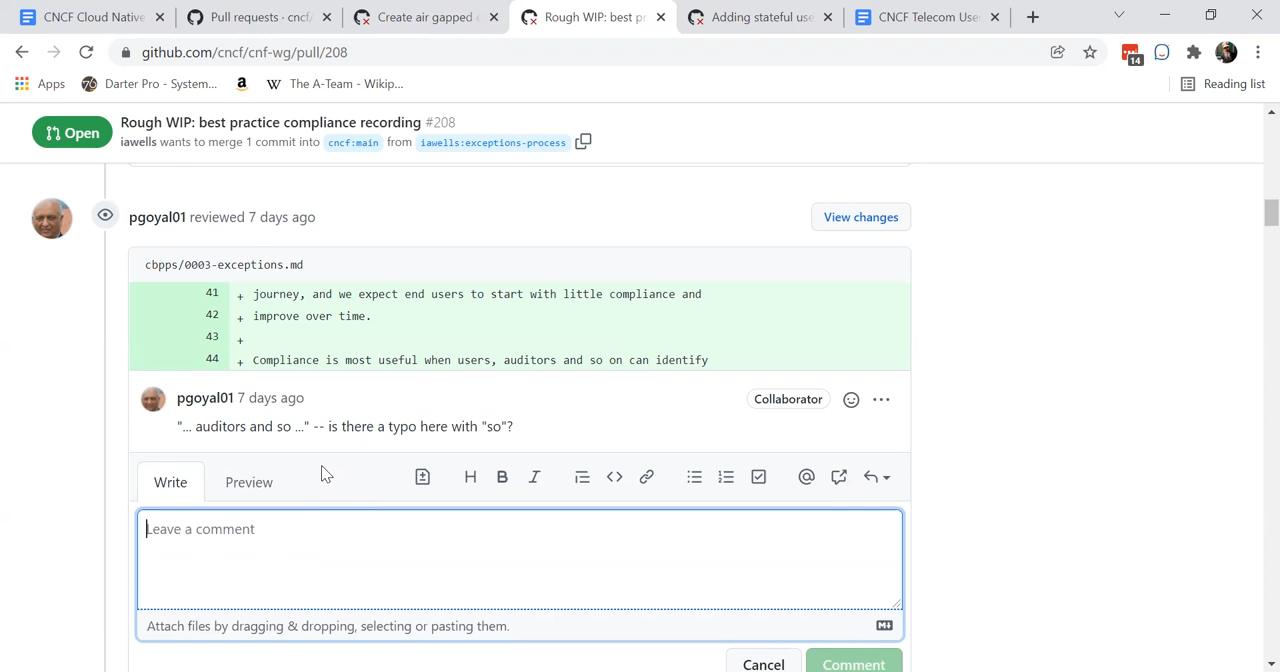 CNCF Cloud Native
Pull requests · cncf/
Create air gapped
Rough WIP: best pr
Adding stateful use
CNCF Telecom Use
github.com/cncf/cnf-wg/pull/208
14
Apps
Darter Pro - System...
a
W
The A-Team - Wikip...
Reading list
Open
Rough WIP: best practice compliance recording #208
iawells wants to merge 1 commit into cncf:main from iawells:exceptions-process
pgoyal01 reviewed 7 days ago
View changes
cbpps/0003-exceptions.md
41 + journey, and we expect end users to start with little compliance and
42 + improve over time.
43 +
44 + Compliance is most useful when users, auditors and so on can identify
pgoyal01 7 days ago
Collaborator
"... auditors and so ..." -- is there a typo here with "so"?
Write
Preview
Leave a comment
Attach files by dragging & dropping, selecting or pasting them.
Cancel
Comment